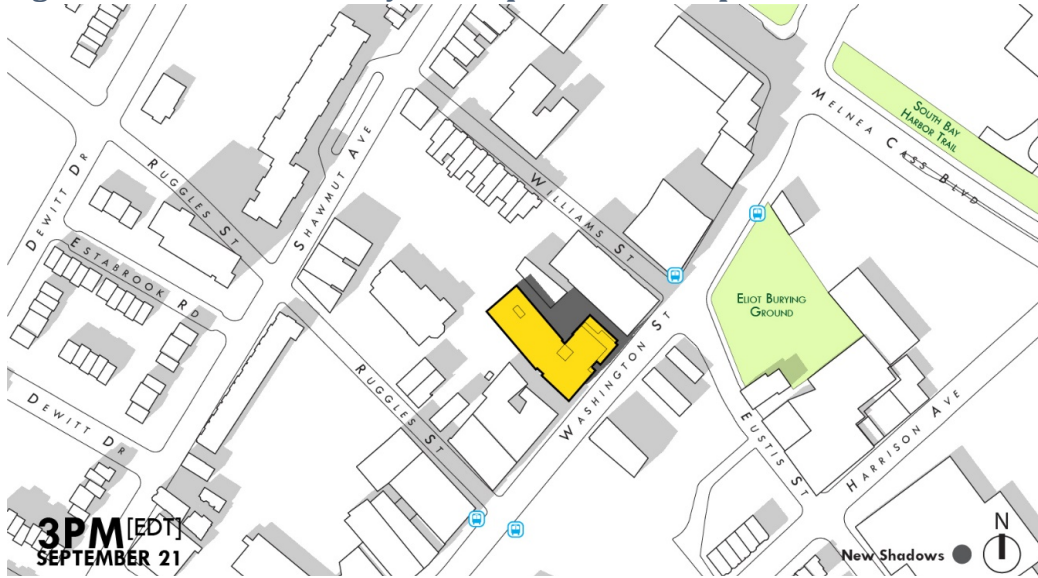 DEWITT DR
RUGGLES ST
ESTABROOK RD
SHAWMUT AVE
WILLIAMS ST
MELNEA CASS BLVD
SOUTH BAY
HARBOR TRAIL
ELIOT BURYING
GROUND
WASHINGTON ST
RUGGLES ST
DEWITT DR
EUSTIS ST
HARRISON AVE
3PM [EDT]
SEPTEMBER 21
New Shadows
N